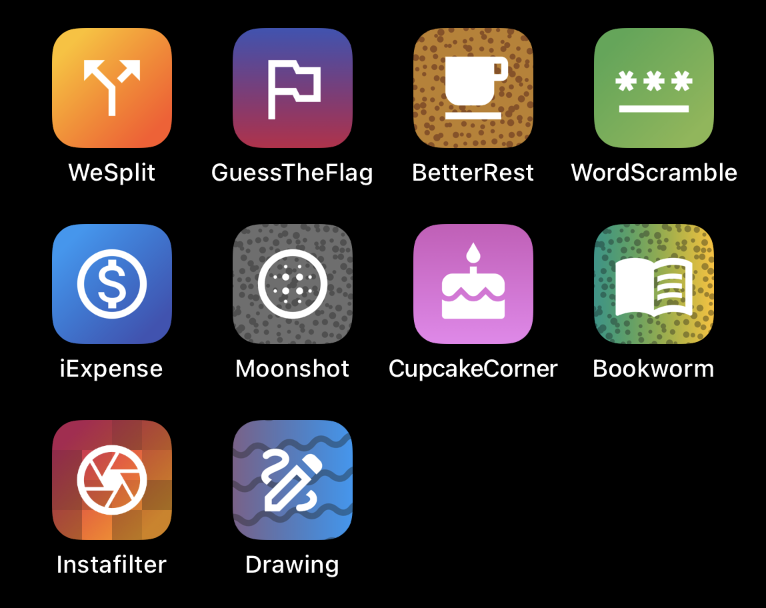 WeSplit
GuessTheFlag
BetterRest
WordScramble
iExpense
Moonshot
CupcakeCorner
Bookworm
Instafilter
Drawing